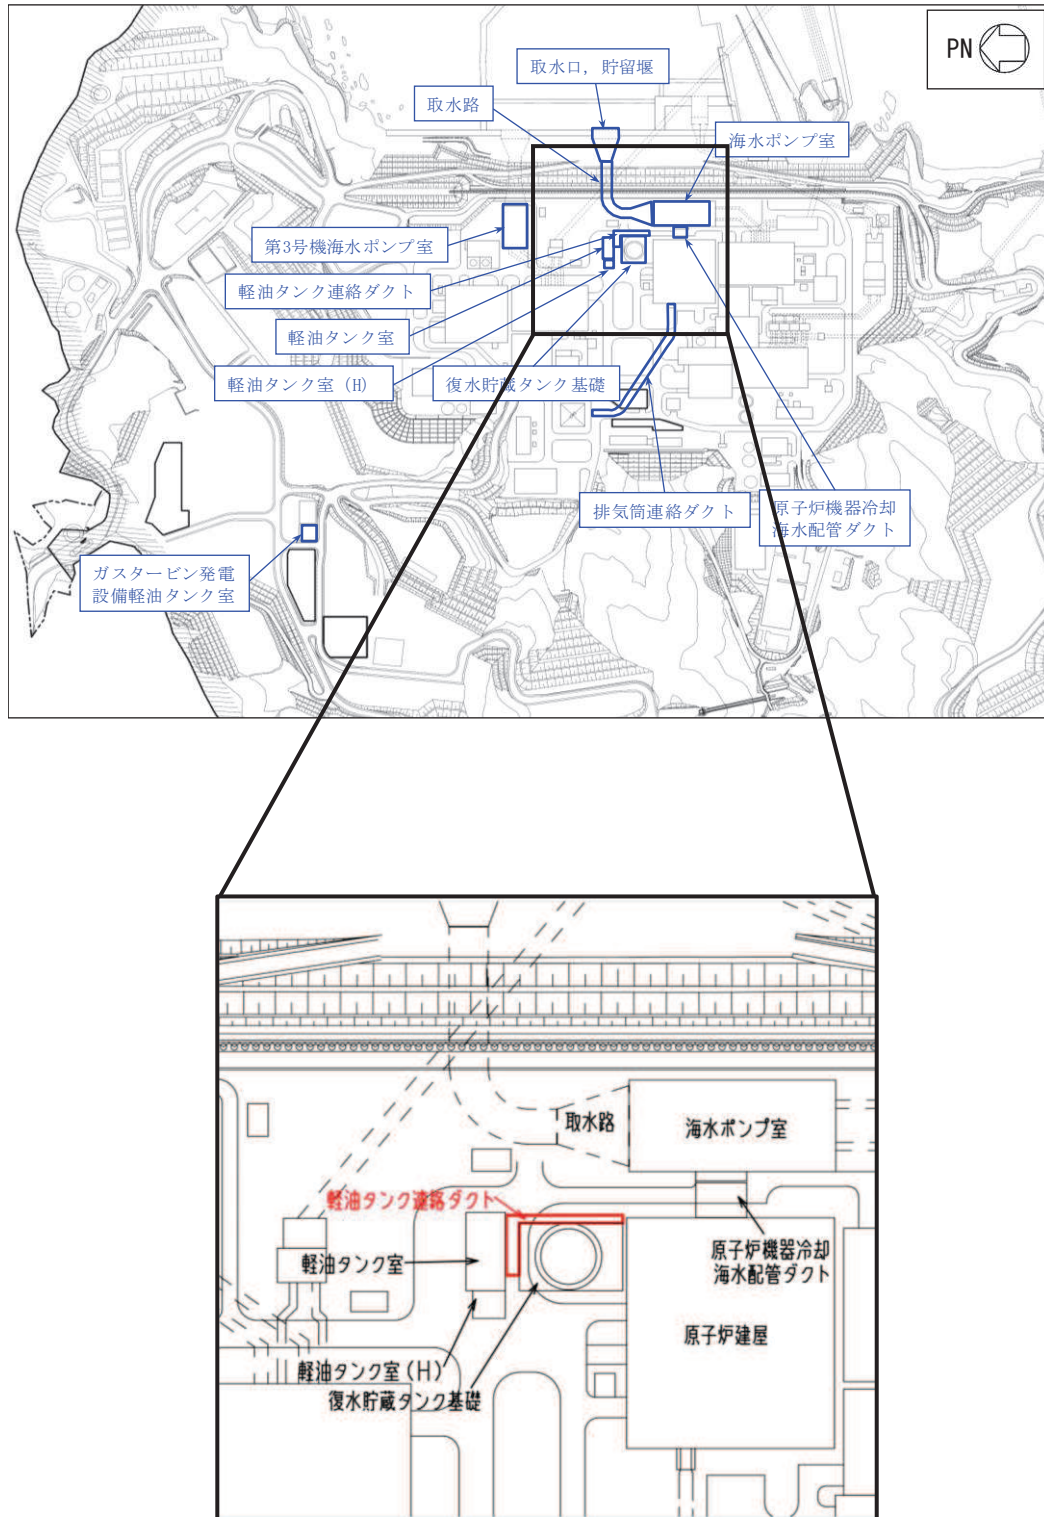 PN
取水口，貯留堰
取水路
海水ポンプ室
第3号機海水ポンプ室
軽油タンク連絡ダクト
軽油タンク室
軽油タンク室（H）
復水貯蔵タンク基礎
排気筒連絡ダクト
原子炉機器冷却
海水配管ダクト
ガスタービン発電
設備軽油タンク室
取水路
海水ポンプ室
軽油タンク連絡ダクト
軽油タンク室
原子炉機器冷却
海水配管ダクト
原子炉建屋
軽油タンク室(H)
復水貯蔵タンク基礎